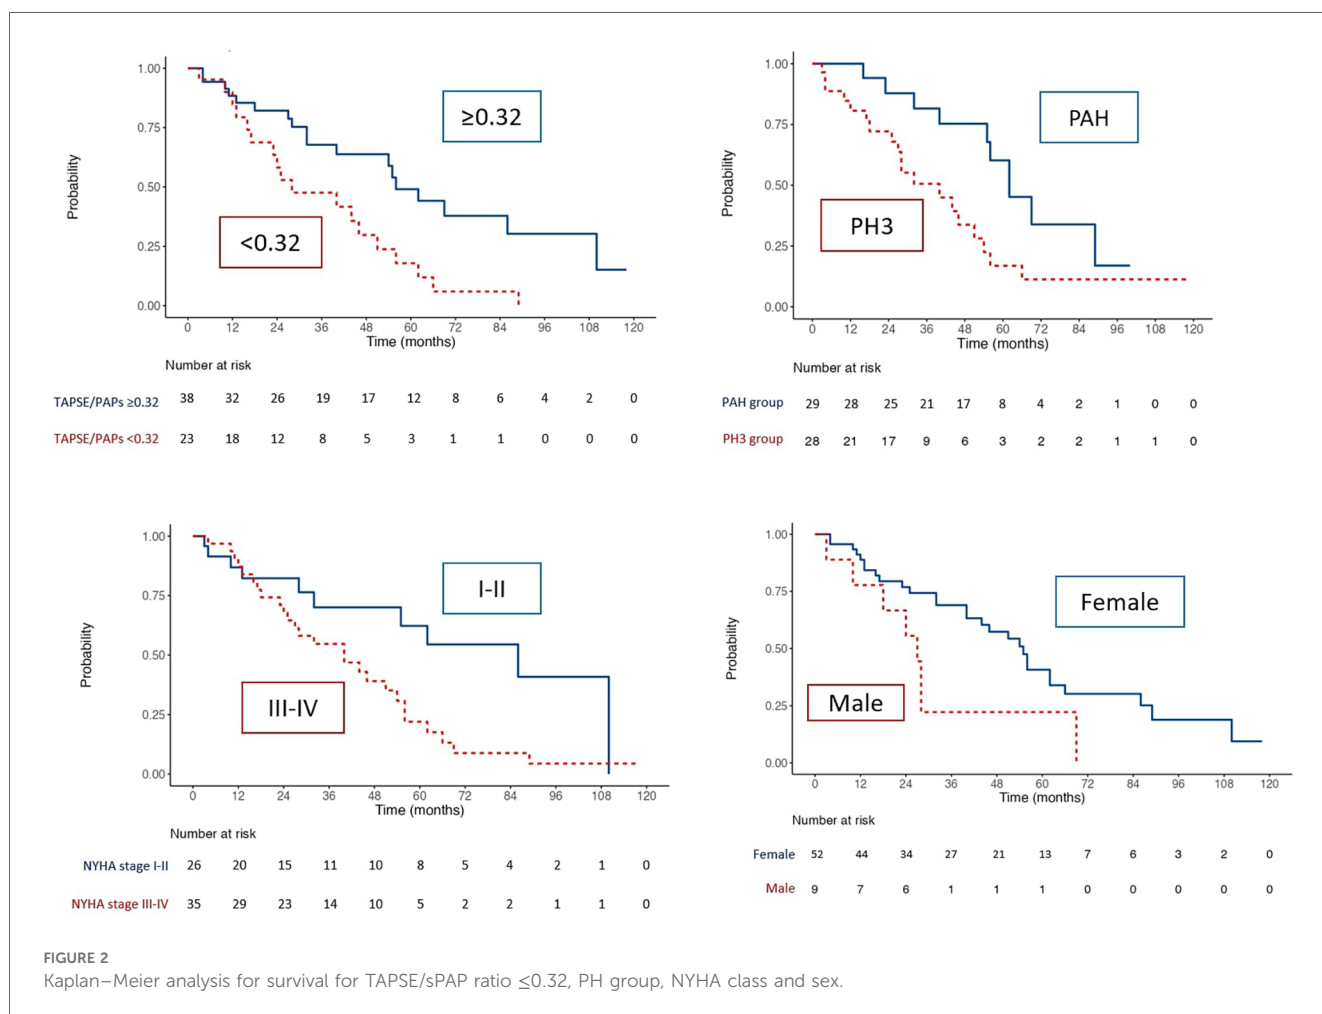 1.00
0.75
0.50
0.25
0.00
Probability
≥0.32
<0.32
0 12 24 36 48 60 72 84 96 108 120
Time (months)
Number at risk
TAPSE/PAPs ≥0.32 38 32 26 19 17 12 8 6 4 2 0
TAPSE/PAPs <0.32 23 18 12 8 5 3 1 1 0 0 0
1.00
0.75
0.50
0.25
0.00
Probability
PAH
PH3
0 12 24 36 48 60 72 84 96 108 120
Time (months)
Number at risk
PAH group 29 28 25 21 17 8 4 2 1 0 0
PH3 group 28 21 17 9 6 3 2 2 1 1 0
1.00
0.75
0.50
0.25
0.00
Probability
I-II
III-IV
0 12 24 36 48 60 72 84 96 108 120
Time (months)
Number at risk
NYHA stage I-II 26 20 15 11 10 8 5 4 2 1 0
NYHA stage III-IV 35 29 23 14 10 5 2 2 1 1 0
1.00
0.75
0.50
0.25
0.00
Probability
Female
Male
0 12 24 36 48 60 72 84 96 108 120
Time (months)
Number at risk
Female 52 44 34 27 21 13 7 6 3 2 0
Male 9 7 6 1 1 1 0 0 0 0 0
FIGURE 2
Kaplan–Meier analysis for survival for TAPSE/sPAP ratio ≤0.32, PH group, NYHA class and sex.